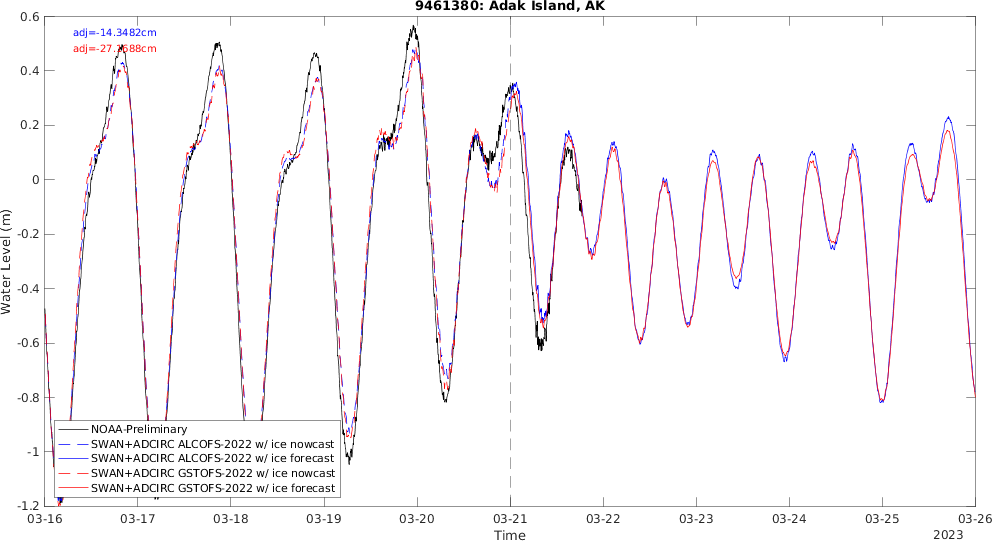 9461380: Adak Island, AK
adj=-14.3482cm
0.6
0.4
0.2
0
-0.2
-0.4
-0.6
-0.8
-1
-1.2
Water Level (m)
NOAA-Preliminary
SWAN+ADCIRC ALCOFS-2022 w/ ice nowcast
SWAN+ADCIRC ALCOFS-2022 w/ ice forecast
SWAN+ADCIRC GSTOFS-2022 w/ ice nowcast
SWAN+ADCIRC GSTOFS-2022 w/ ice forecast
03-16 03-17 03-18 03-19 03-20 03-21 03-22 03-23 03-24 03-25 03-26
Time
2023